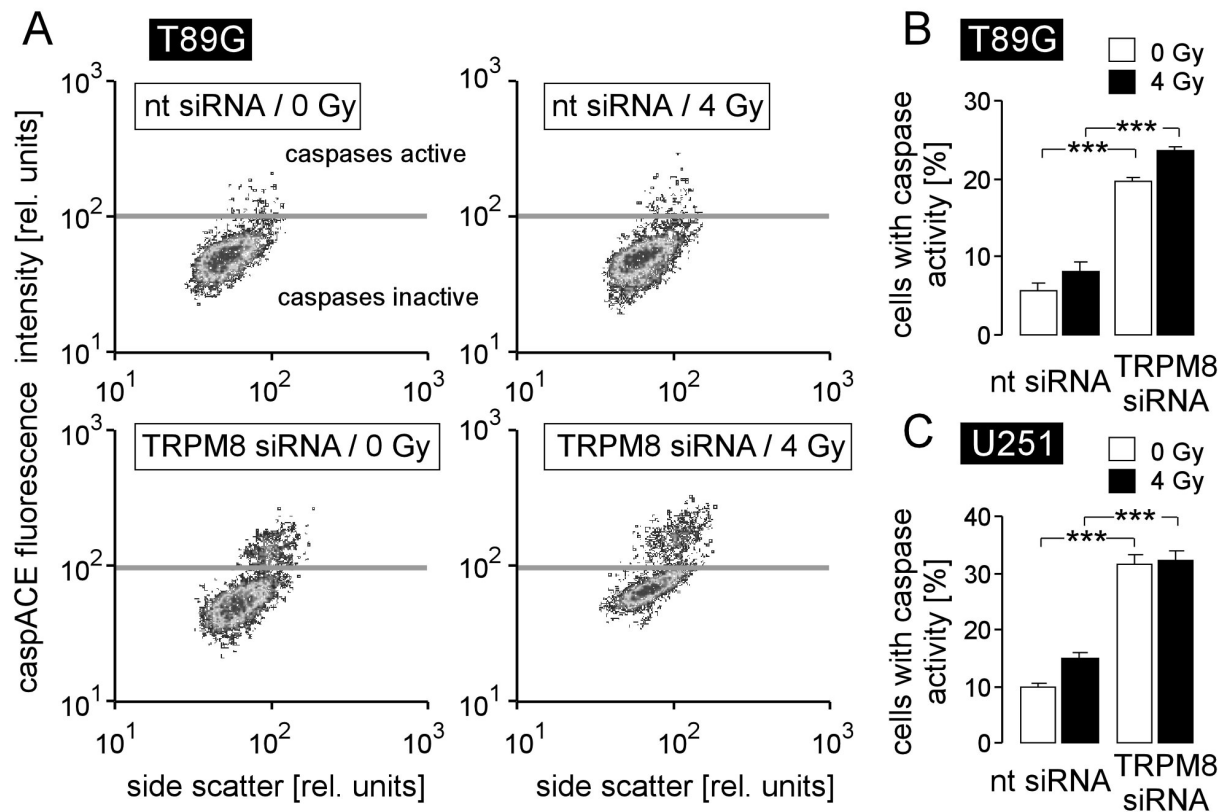 A
T89G
caspACE fluorescence intensity [rel. units]
10³
10²
10¹
nt siRNA / 0 Gy
caspases active
caspases inactive
10¹ 10² 10³
10³
10²
10¹
nt siRNA / 4 Gy
10¹ 10² 10³
10³
10²
10¹
TRPM8 siRNA / 0 Gy
10¹ 10² 10³
side scatter [rel. units]
10³
10²
10¹
TRPM8 siRNA / 4 Gy
10¹ 10² 10³
side scatter [rel. units]
B
T89G
0 Gy
4 Gy
cells with caspase
activity [%]
30
20
10
0
***
***
nt siRNA
TRPM8
siRNA
C
U251
0 Gy
4 Gy
cells with caspase
activity [%]
40
30
20
10
0
***
***
nt siRNA
TRPM8
siRNA